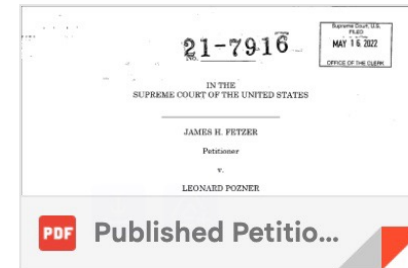 21-7916
No.
Supreme Court, U.S.
FILED
MAY 16 2022
OFFICE OF THE CLERK
IN THE
SUPREME COURT OF THE UNITED STATES
JAMES H. FETZER
Petitioner
v.
LEONARD POZNER
PDF
Published Petitio...